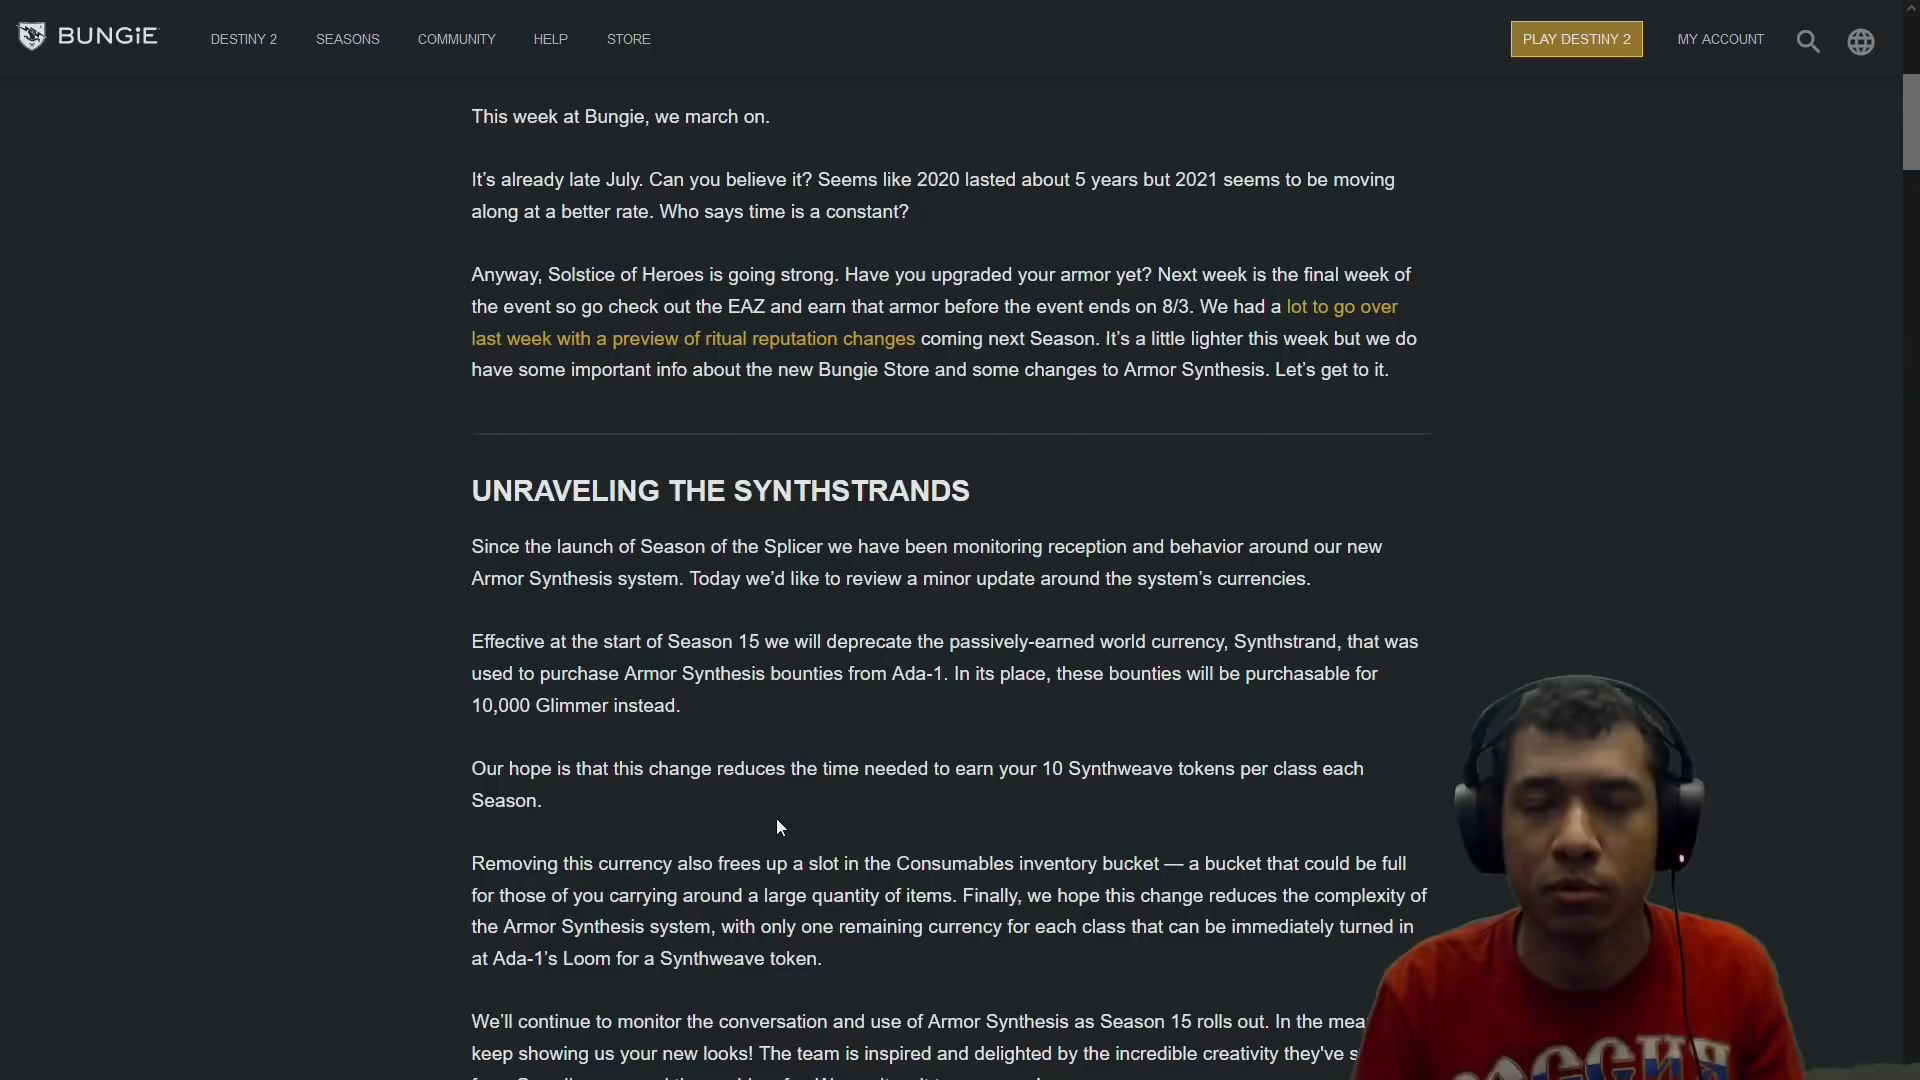 BUNGiE
DESTINY 2
SEASONS
COMMUNITY
HELP
STORE
PLAY DESTINY 2
MY ACCOUNT
This week at Bungie, we march on.
It’s already late July. Can you believe it? Seems like 2020 lasted about 5 years but 2021 seems to be moving
along at a better rate. Who says time is a constant?
Anyway, Solstice of Heroes is going strong. Have you upgraded your armor yet? Next week is the final week of
the event so go check out the EAZ and earn that armor before the event ends on 8/3. We had a lot to go over
last week with a preview of ritual reputation changes coming next Season. It’s a little lighter this week but we do
have some important info about the new Bungie Store and some changes to Armor Synthesis. Let’s get to it.
UNRAVELING THE SYNTHSTRANDS
Since the launch of Season of the Splicer we have been monitoring reception and behavior around our new
Armor Synthesis system. Today we’d like to review a minor update around the system’s currencies.
Effective at the start of Season 15 we will deprecate the passively-earned world currency, Synthstrand, that was
used to purchase Armor Synthesis bounties from Ada-1. In its place, these bounties will be purchasable for
10,000 Glimmer instead.
Our hope is that this change reduces the time needed to earn your 10 Synthweave tokens per class each
Season.
Removing this currency also frees up a slot in the Consumables inventory bucket — a bucket that could be full
for those of you carrying around a large quantity of items. Finally, we hope this change reduces the complexity of
the Armor Synthesis system, with only one remaining currency for each class that can be immediately turned in
at Ada-1’s Loom for a Synthweave token.
We’ll continue to monitor the conversation and use of Armor Synthesis as Season 15 rolls out. In the mea
keep showing us your new looks! The team is inspired and delighted by the incredible creativity they've s
РОССИЯ